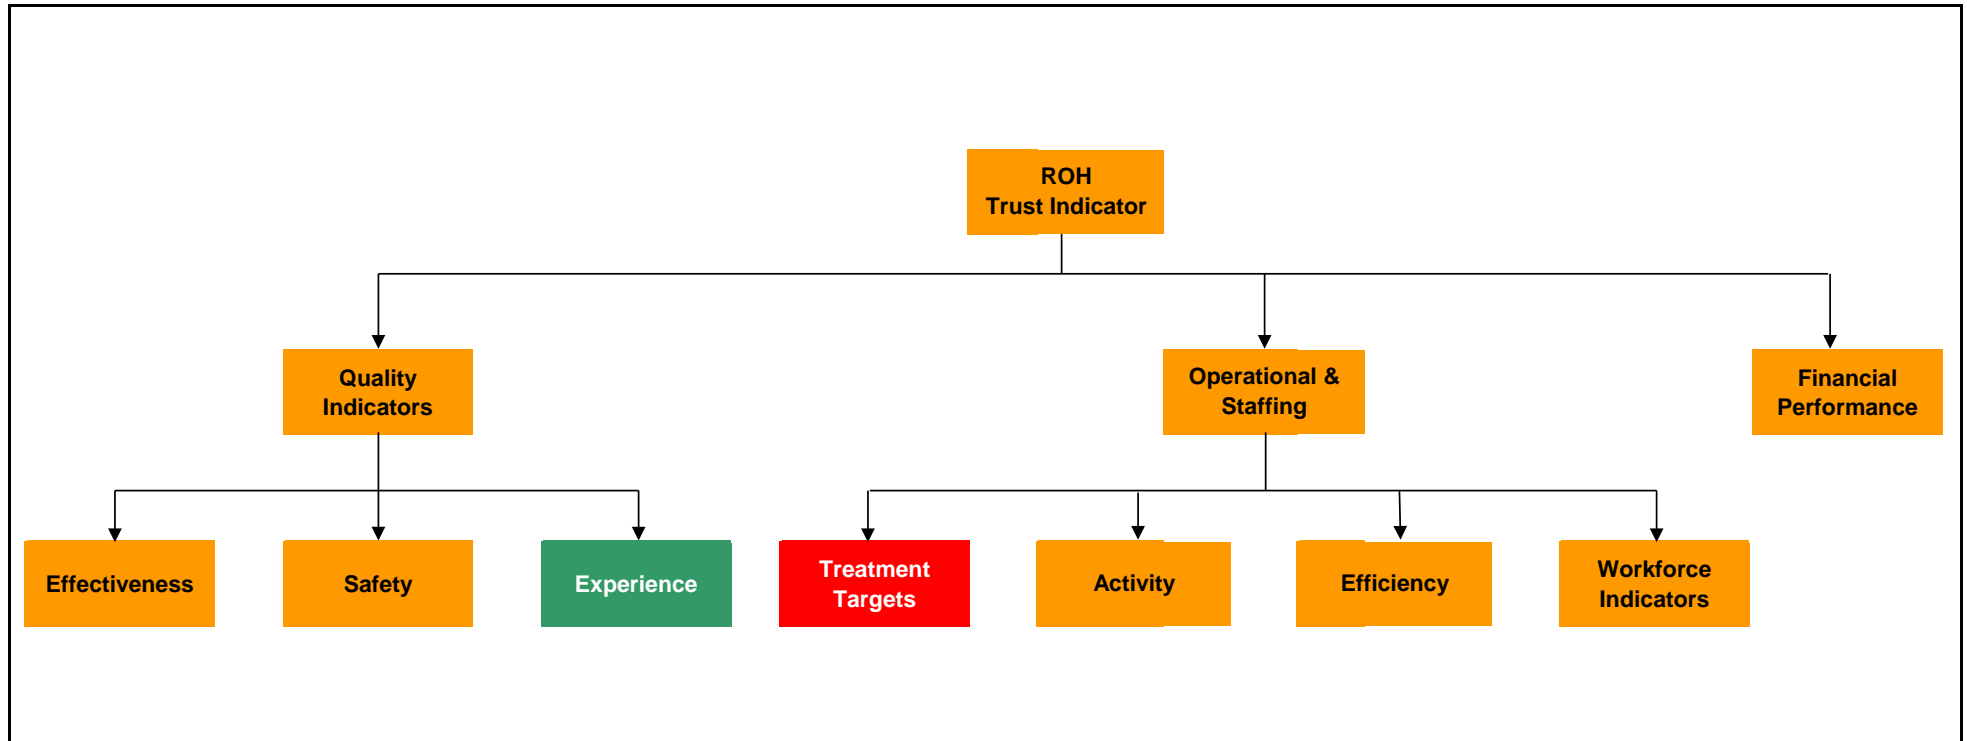 ROH
Trust Indicator
Quality
Indicators
Operational &
Staffing
Financial
Performance
Effectiveness
Safety
Experience
Treatment
Targets
Activity
Efficiency
Workforce
Indicators